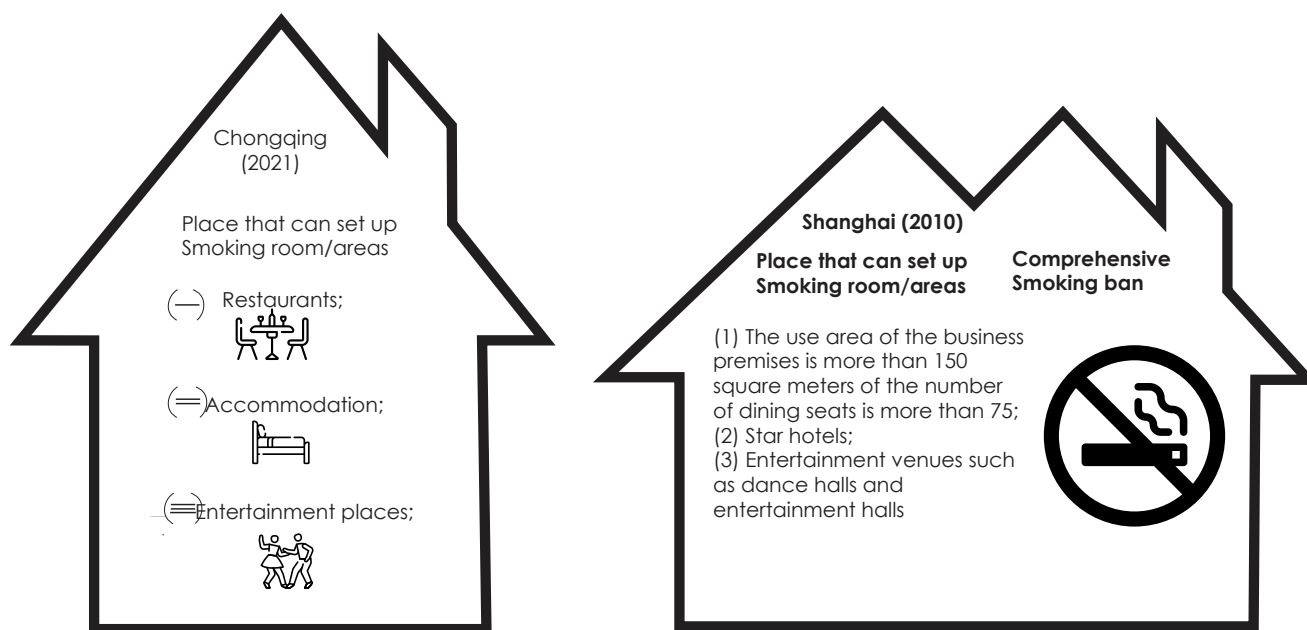 Chongqing
(2021)
Place that can set up
Smoking room/areas
(一) Restaurants;
(二)Accommodation;
(三)Entertainment places;
Shanghai (2010)
Place that can set up
Smoking room/areas
(1) The use area of the business
premises is more than 150
square meters of the number
of dining seats is more than 75;
(2) Star hotels;
(3) Entertainment venues such
as dance halls and
entertainment halls
Comprehensive
Smoking ban